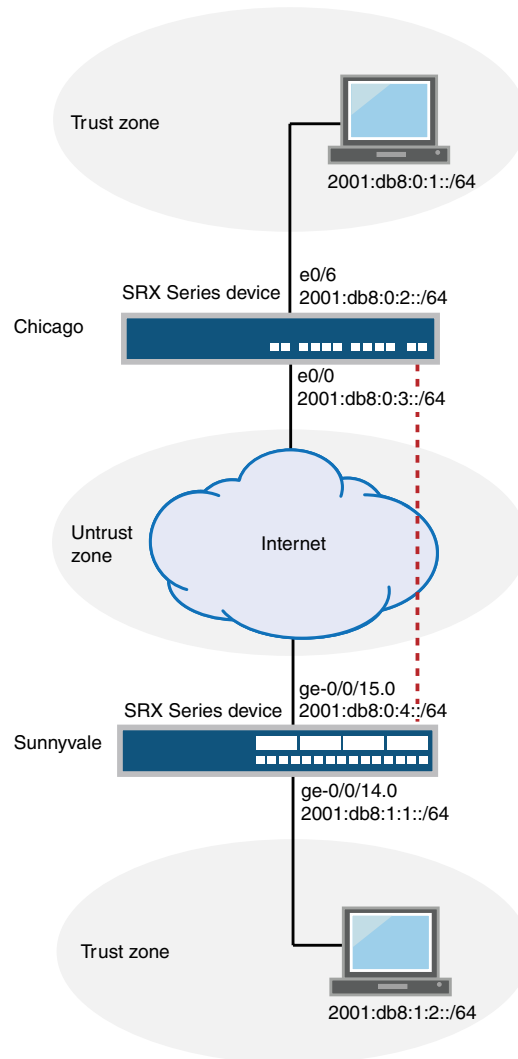 Trust zone
2001:db8:0:1::/64
e0/6
SRX Series device
2001:db8:0:2::/64
Chicago
e0/0
2001:db8:0:3::/64
Untrust
zone
Internet
ge-0/0/15.0
SRX Series device
2001:db8:0:4::/64
Sunnyvale
ge-0/0/14.0
2001:db8:1:1::/64
Trust zone
2001:db8:1:2::/64